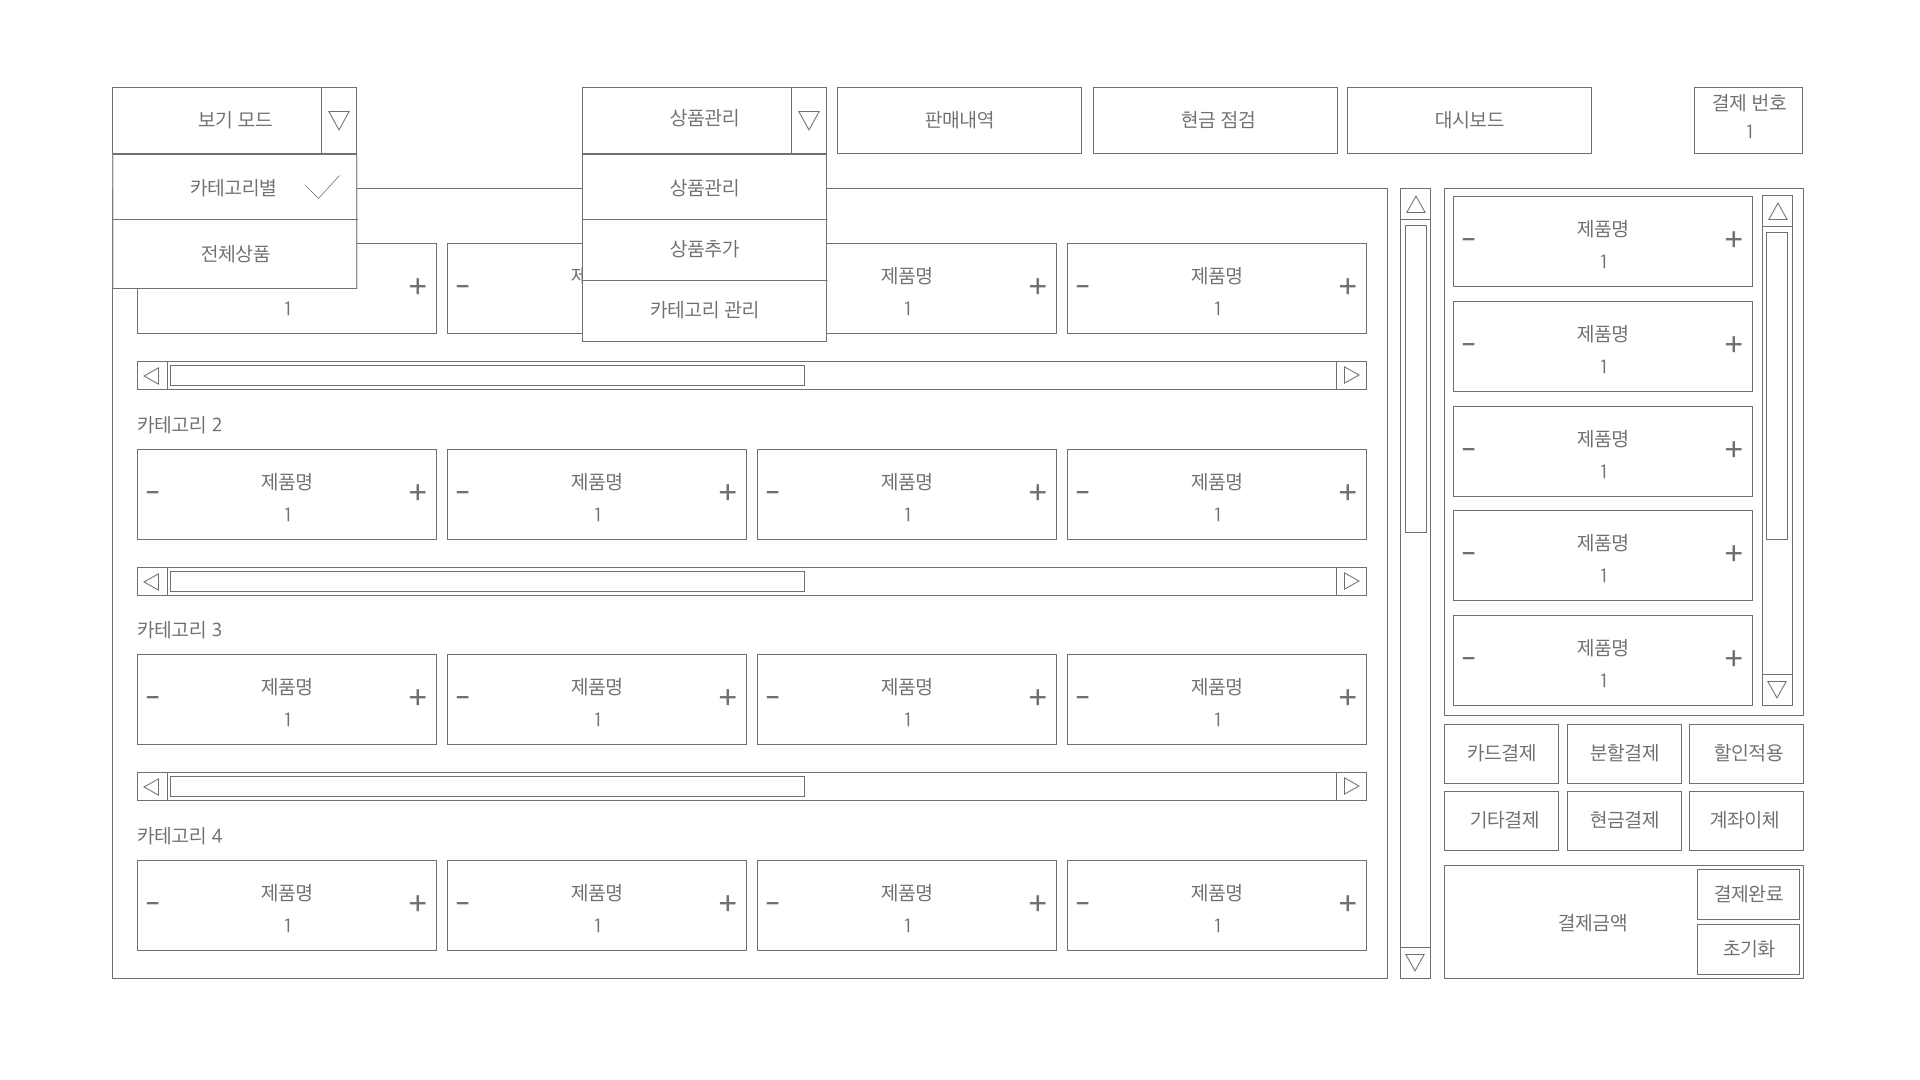 보기 모드
상품관리
판매내역
현금 점검
대시보드
결제 번호
1
카테고리별
전체상품
상품관리
상품추가
카테고리 관리
+
1
-
제
제품명
+
1
-
제품명
+
1
카테고리 2
-
제품명
+
1
-
제품명
+
1
-
제품명
+
1
-
제품명
+
1
카테고리 3
-
제품명
+
1
-
제품명
+
1
-
제품명
+
1
-
제품명
+
1
카테고리 4
-
제품명
+
1
-
제품명
+
1
-
제품명
+
1
-
제품명
+
1
-
제품명
+
1
-
제품명
+
1
-
제품명
+
1
-
제품명
+
1
-
제품명
+
1
카드결제
분할결제
할인적용
기타결제
현금결제
계좌이체
결제금액
결제완료
초기화